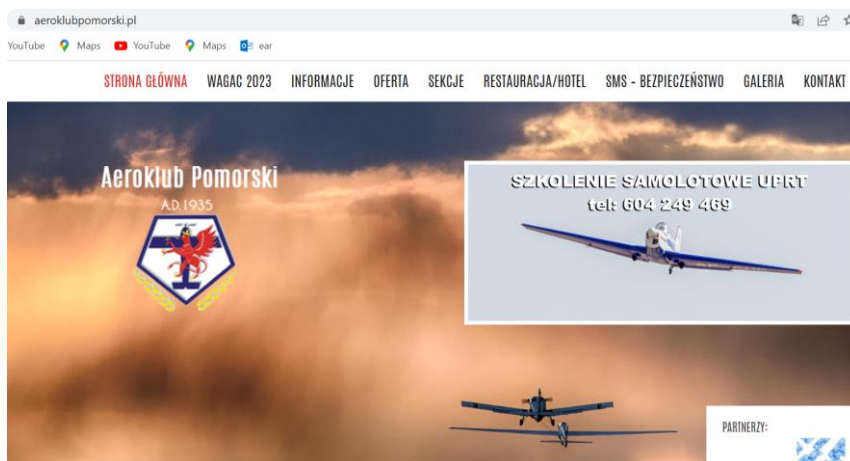 aeroklubpomorski.pl
YouTube Maps YouTube Maps ear
STRONA GŁÓWNA WAGAC 2023 INFORMACJE OFERTA SEKCJE RESTAURACJA/HOTEL SMS - BEZPIECZEŃSTWO GALERIA KONTAKT
Aeroklub Pomorski
A.D.1935
SZKOLENIE SAMOLOTOWE UPRT
tel: 604 249 469
PARTNERZY: